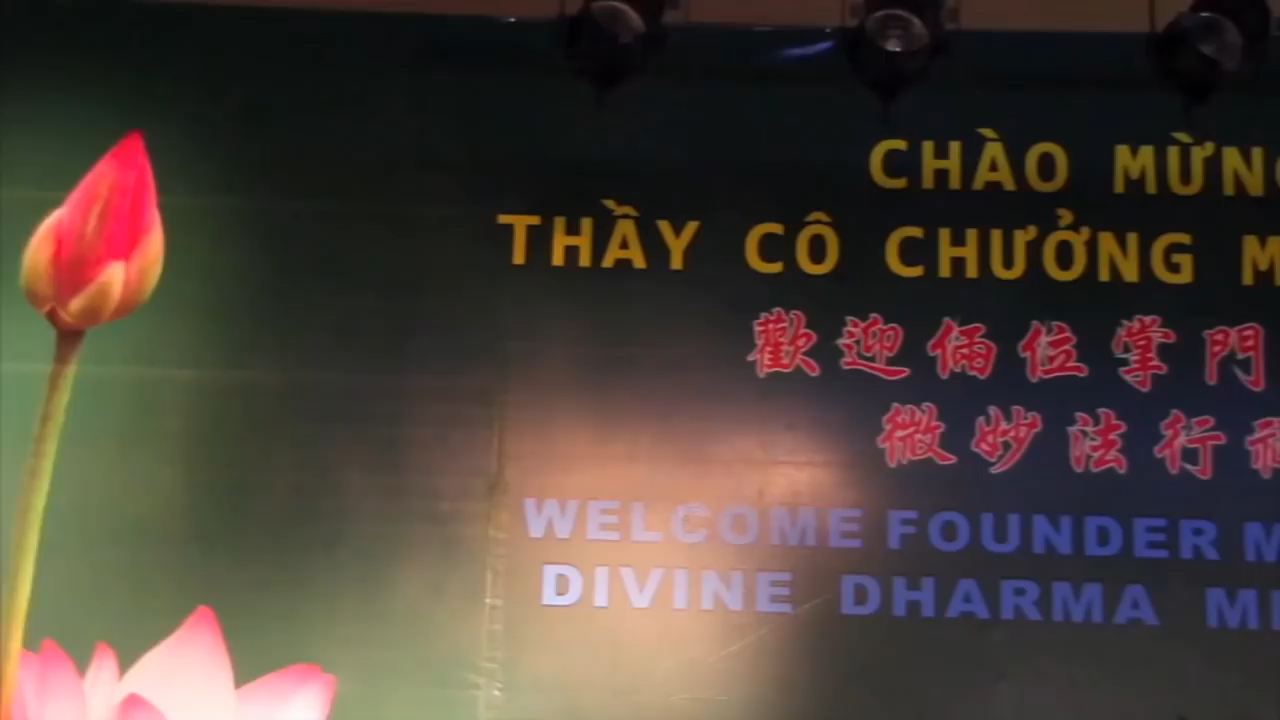 CHÀO MỪNG
THẦY CÔ CHƯỞNG M
歡迎倆位掌門
微妙法行
WELCOME FOUNDER M
DIVINE DHARMA ME